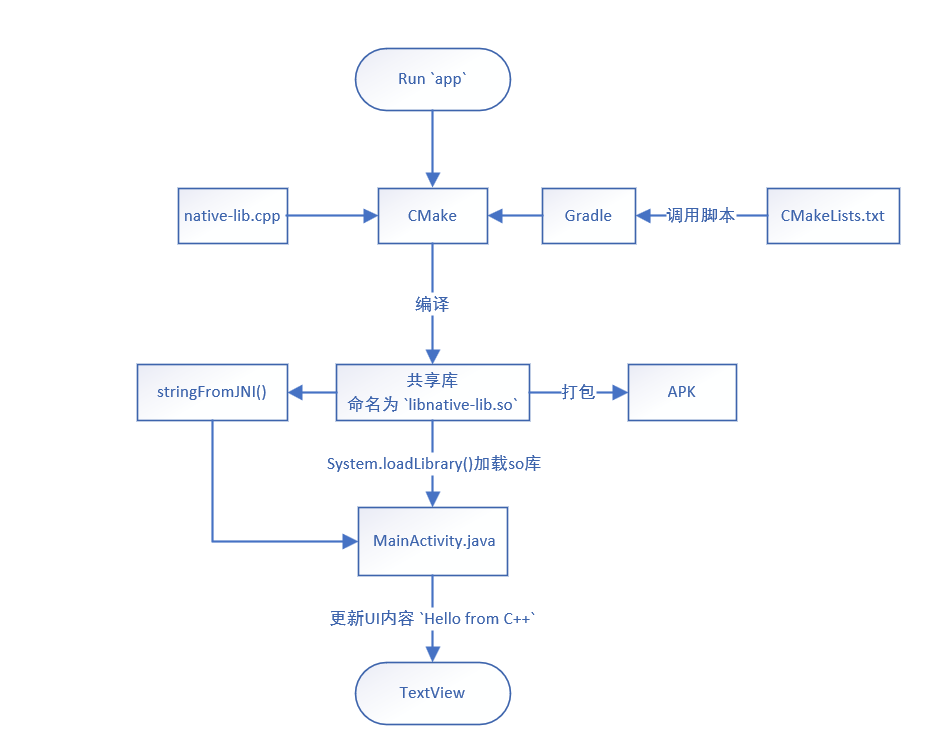 Run `app`
native-lib.cpp
CMake
Gradle
调用脚本
CMakeLists.txt
编译
stringFromJNI()
共享库
命名为 `libnative-lib.so`
打包
APK
System.loadLibrary()加载so库
MainActivity.java
更新UI内容 `Hello from C++`
TextView